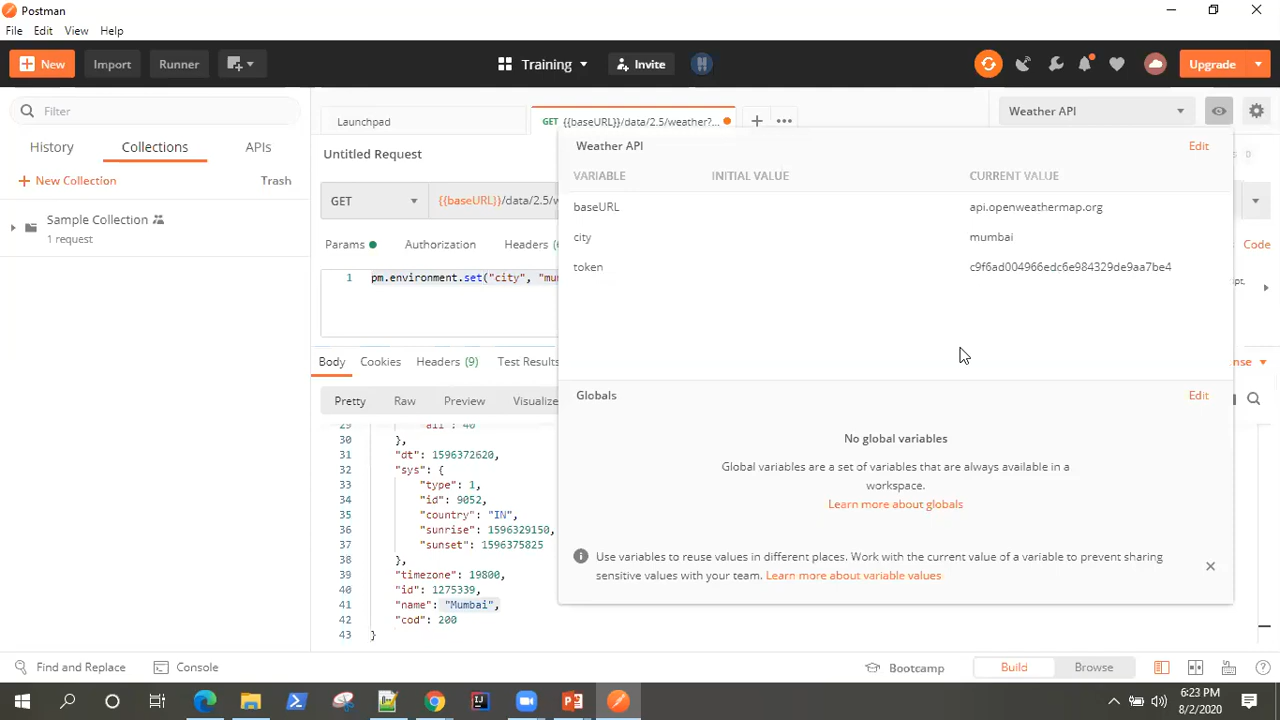 Postman
File Edit View Help
New Import Runner Training Invite Upgrade
Filter
Launchpad GET {{baseURL}}/data/2.5/weather?... Weather API
History Collections APIs
Untitled Request
New Collection Trash
GET {{baseURL}}/data/2.5/w
Sample Collection
1 request
Params Authorization Headers ( Code
1 pm.environment.set("city", "mu
Weather API Edit
VARIABLE INITIAL VALUE CURRENT VALUE
baseURL api.openweathermap.org
city mumbai
token c9f6ad004966edc6e984329de9aa7be4
Body Cookies Headers (9) Test Results nse
Pretty Raw Preview Visualize
Globals Edit
No global variables
Global variables are a set of variables that are always available in a
workspace.
Learn more about globals
Use variables to reuse values in different places. Work with the current value of a variable to prevent sharing
sensitive values with your team. Learn more about variable values
29 "all": 40
30 },
31 "dt": 1596372620,
32 "sys": {
33 "type": 1,
34 "id": 9052,
35 "country": "IN",
36 "sunrise": 1596329150,
37 "sunset": 1596375825
38 },
39 "timezone": 19800,
40 "id": 1275339,
41 "name": "Mumbai",
42 "cod": 200
43 }
Find and Replace Console Bootcamp Build Browse
6:23 PM
8/2/2020